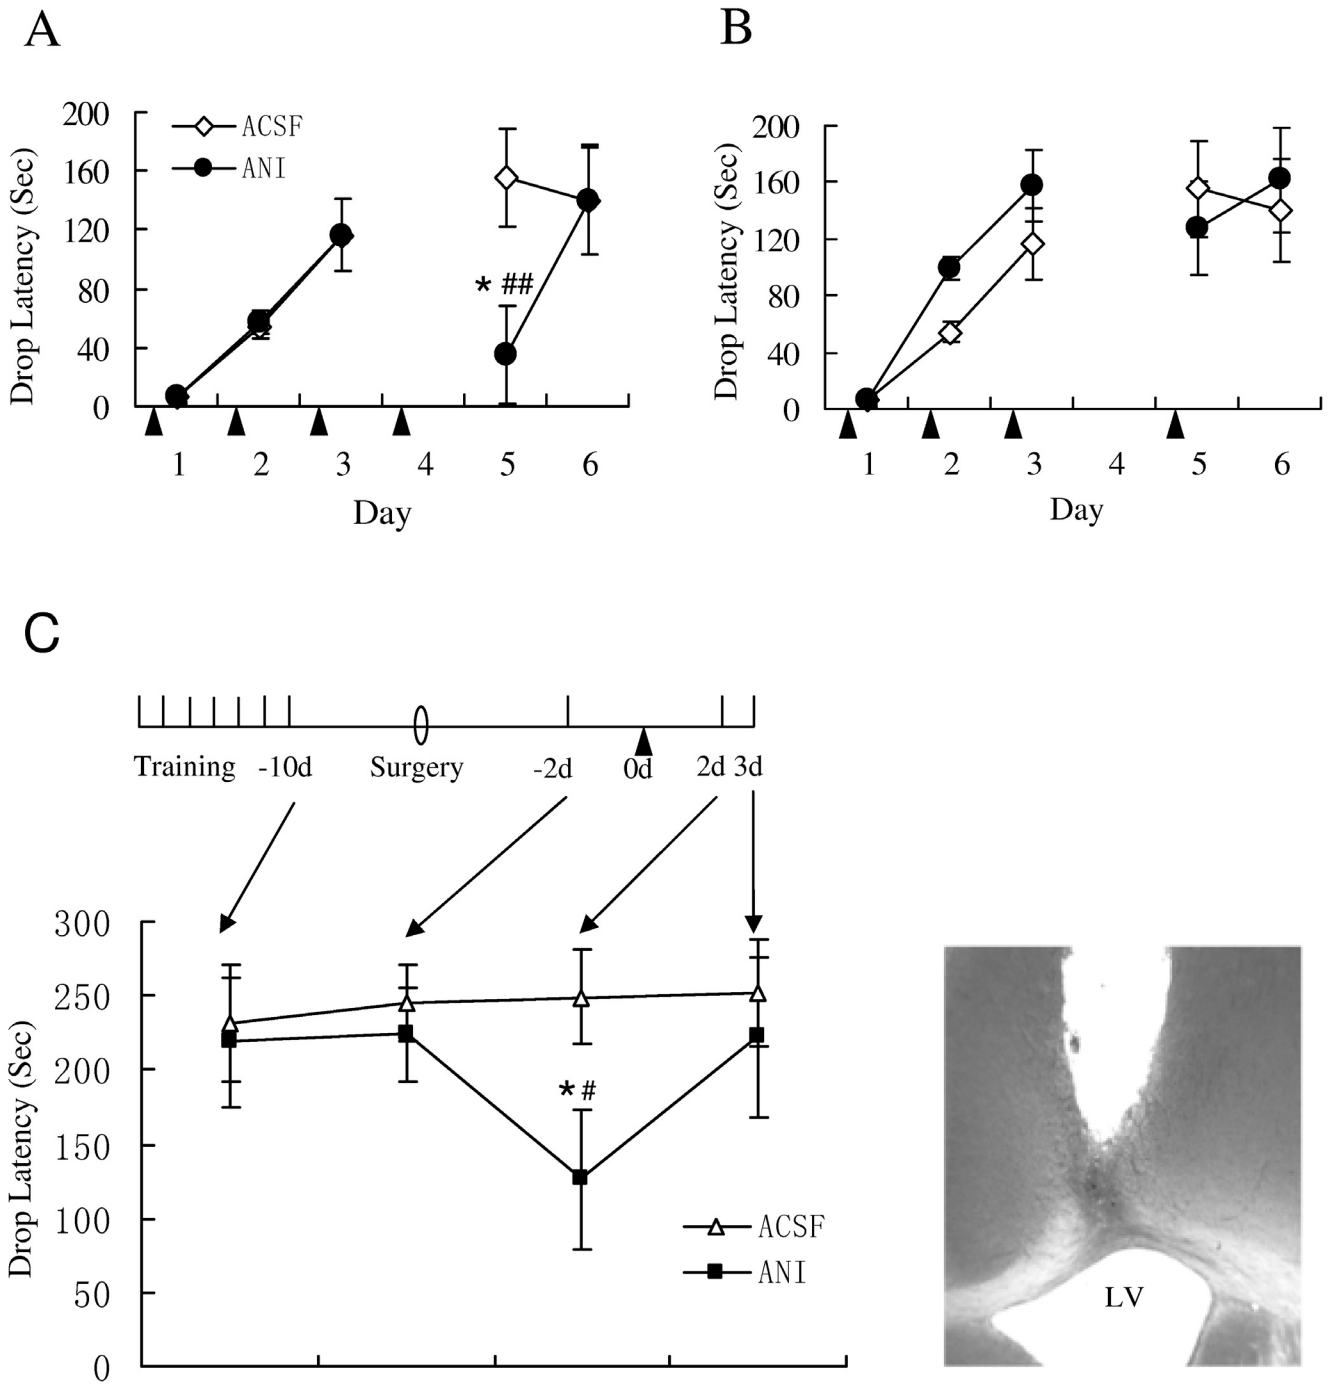 A
Drop Latency (Sec)
200
160
120
80
40
0
ACSF
ANI
* ##
1 2 3 4 5 6
Day
B
Drop Latency (Sec)
200
160
120
80
40
0
1 2 3 4 5 6
Day
C
Training -10d Surgery -2d 0d 2d 3d
Drop Latency (Sec)
300
250
200
150
100
50
0
* #
ACSF
ANI
LV